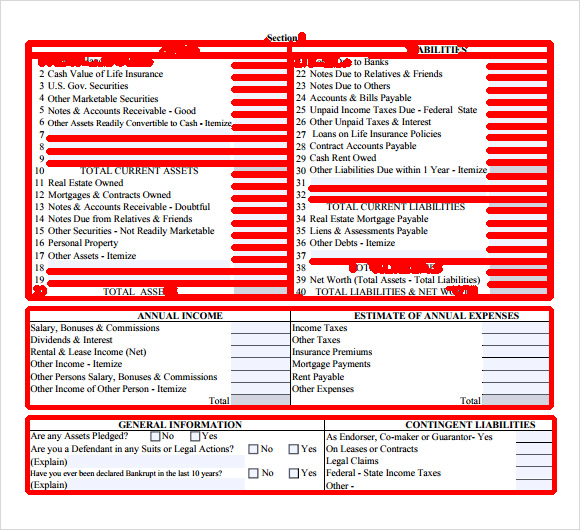 Section
ABILITIES
to Banks
2 Cash Value of Life Insurance
22 Notes Due to Relatives & Friends
3 U.S. Gov. Securities
23 Notes Due to Others
4 Other Marketable Securities
24 Accounts & Bills Payable
5 Notes & Accounts Receivable - Good
25 Unpaid Income Taxes Due - Federal State
6 Other Assets Readily Convertible to Cash - Itemize
26 Other Unpaid Taxes & Interest
7
27 Loans on Life Insurance Policies
8
28 Contract Accounts Payable
9
29 Cash Rent Owed
10 TOTAL CURRENT ASSETS
30 Other Liabilities Due within 1 Year - Itemize
11 Real Estate Owned
31
12 Mortgages & Contracts Owned
32
13 Notes & Accounts Receivable - Doubtful
33 TOTAL CURRENT LIABILITIES
14 Notes Due from Relatives & Friends
34 Real Estate Mortgage Payable
15 Other Securities - Not Readily Marketable
35 Liens & Assessments Payable
16 Personal Property
36 Other Debts - Itemize
17 Other Assets - Itemize
37
18
38
19
39 Net Worth (Total Assets - Total Liabilities)
TOTAL ASSE
40 TOTAL LIABILITIES & NET W
ANNUAL INCOME
ESTIMATE OF ANNUAL EXPENSES
Salary, Bonuses & Commissions
Income Taxes
Dividends & Interest
Other Taxes
Rental & Lease Income (Net)
Insurance Premiums
Other Income - Itemize
Mortgage Payments
Other Persons Salary, Bonuses & Commissions
Rent Payable
Other Income of Other Person - Itemize
Other Expenses
Total
Total
GENERAL INFORMATION
CONTINGENT LIABILITIES
Are any Assets Pledged? No Yes
As Endorser, Co-maker or Guarantor- Yes
Are you a Defendant in any Suits or Legal Actions? No Yes
On Leases or Contracts
(Explain)
Legal Claims
Have you ever been declared Bankrupt in the last 10 years? No Yes
Federal - State Income Taxes
(Explain)
Other -